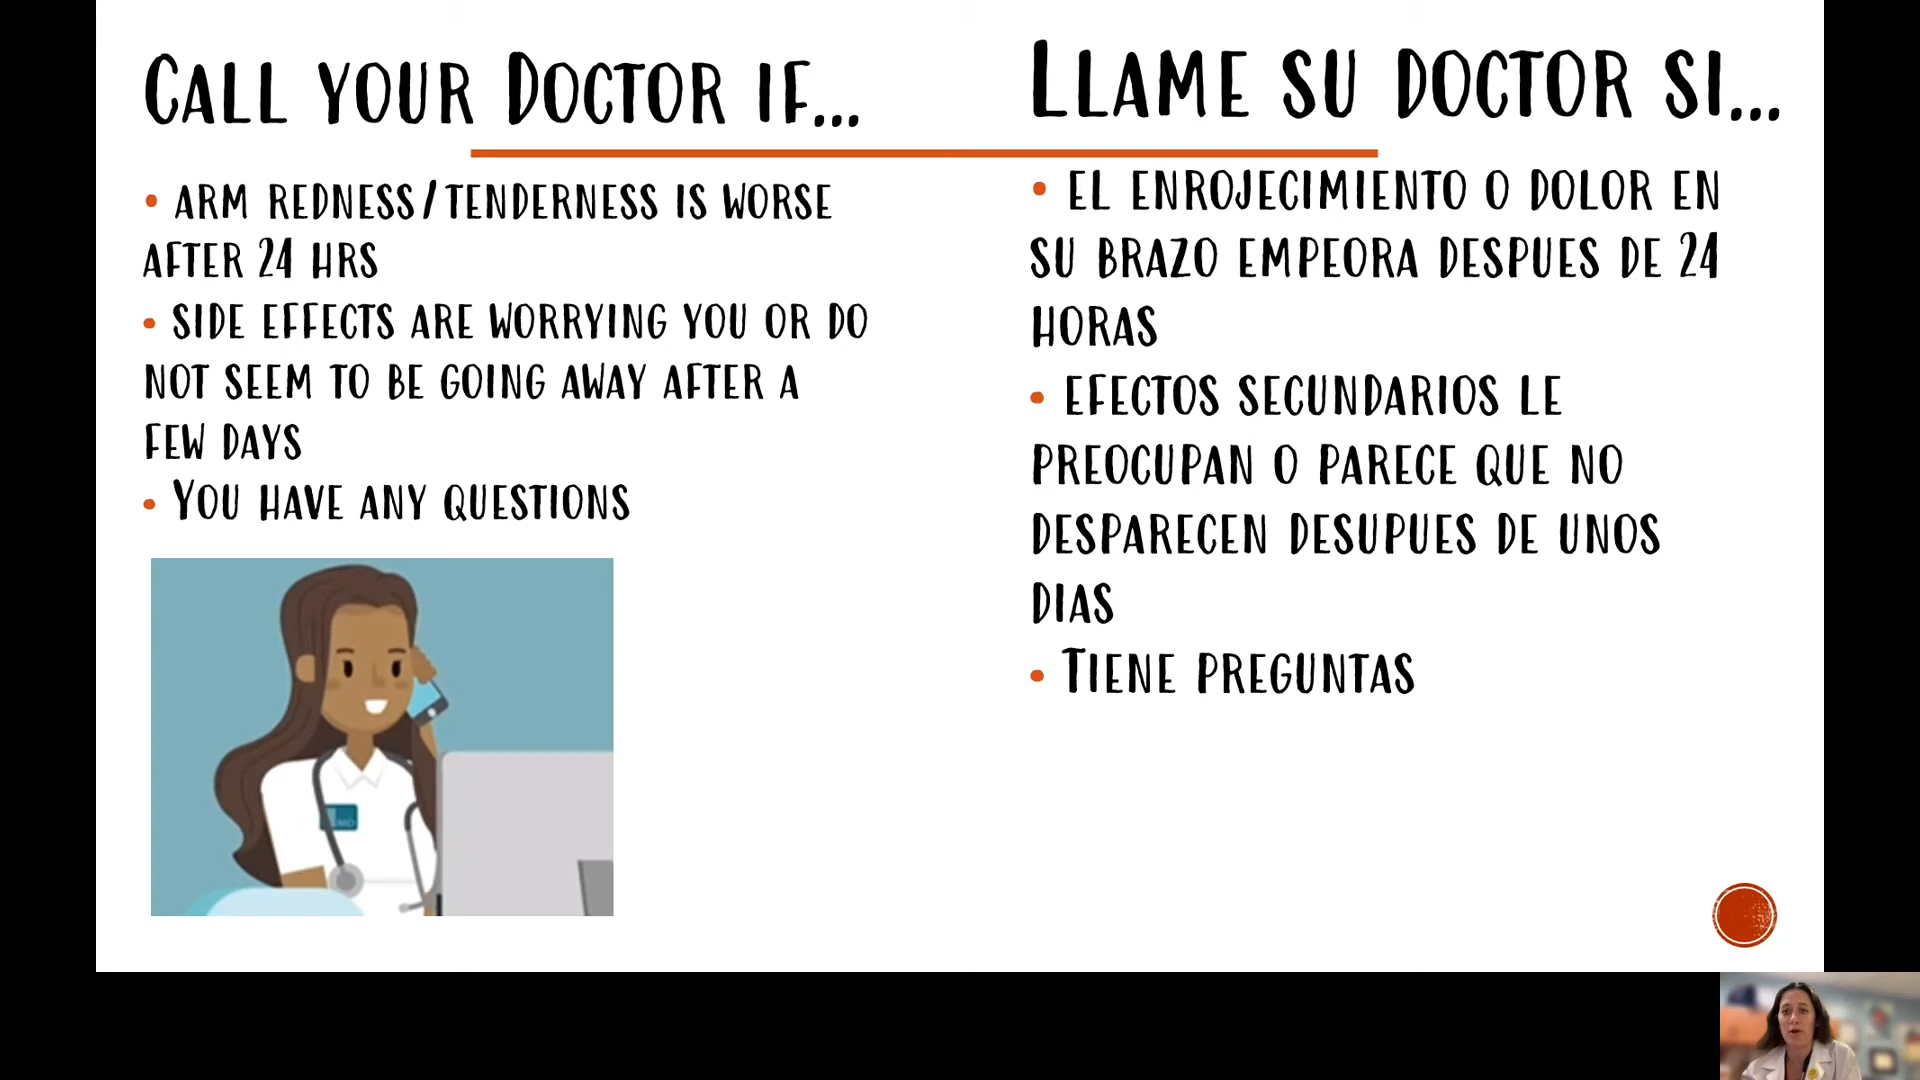 CALL YOUR DOCTOR IF...
• ARM REDNESS/TENDERNESS IS WORSE
AFTER 24 HRS
• SIDE EFFECTS ARE WORRYING YOU OR DO
NOT SEEM TO BE GOING AWAY AFTER A
FEW DAYS
• YOU HAVE ANY QUESTIONS
MD
LLAME SU DOCTOR SI...
• EL ENROJECIMIENTO O DOLOR EN
SU BRAZO EMPEORA DESPUES DE 24
HORAS
• EFECTOS SECUNDARIOS LE
PREOCUPAN O PARECE QUE NO
DESPARECEN DESUPUES DE UNOS
DIAS
• TIENE PREGUNTAS